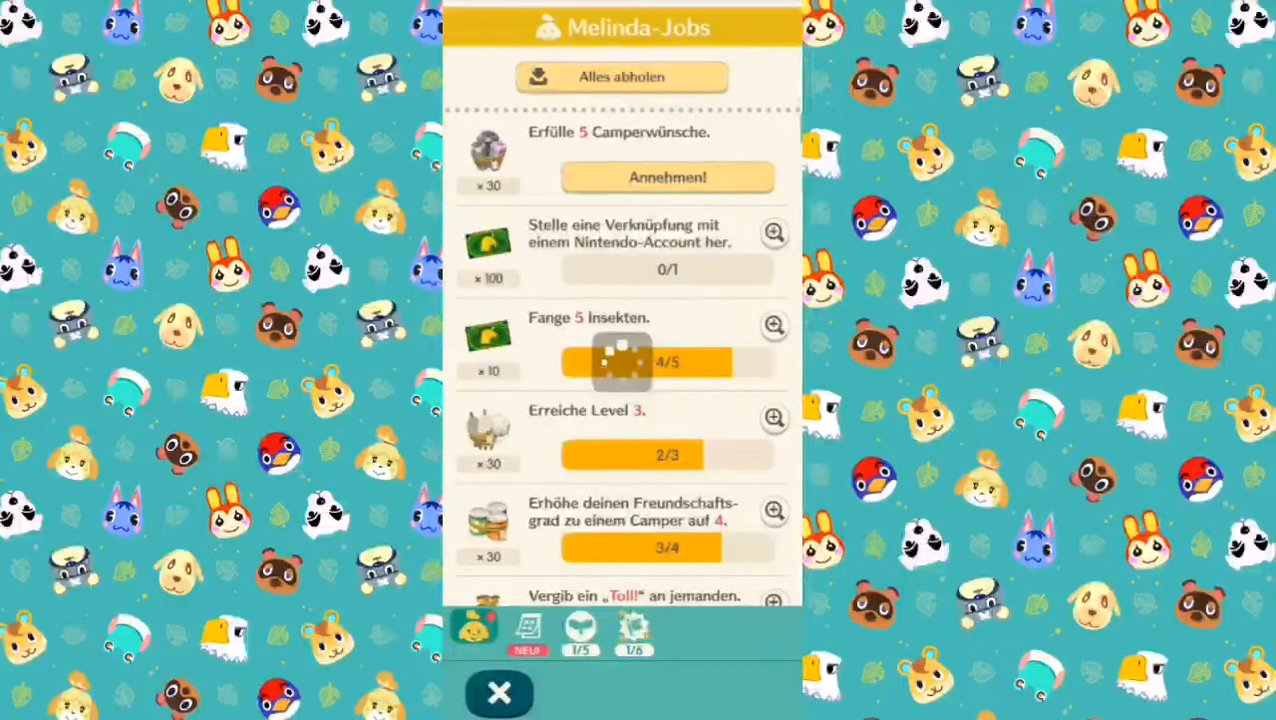 Melinda-Jobs
Alles abholen
Erfülle 5 Camperwünsche.
×30
Annehmen!
Stelle eine Verknüpfung mit
einem Nintendo-Account her.
×100
0/1
Fange 5 Insekten.
×10
4/5
Erreiche Level 3.
×30
2/3
Erhöhe deinen Freundschafts-
grad zu einem Camper auf 4.
×30
3/4
Vergib ein „Toll!“ an jemanden.
NEU!
1/5
1/6